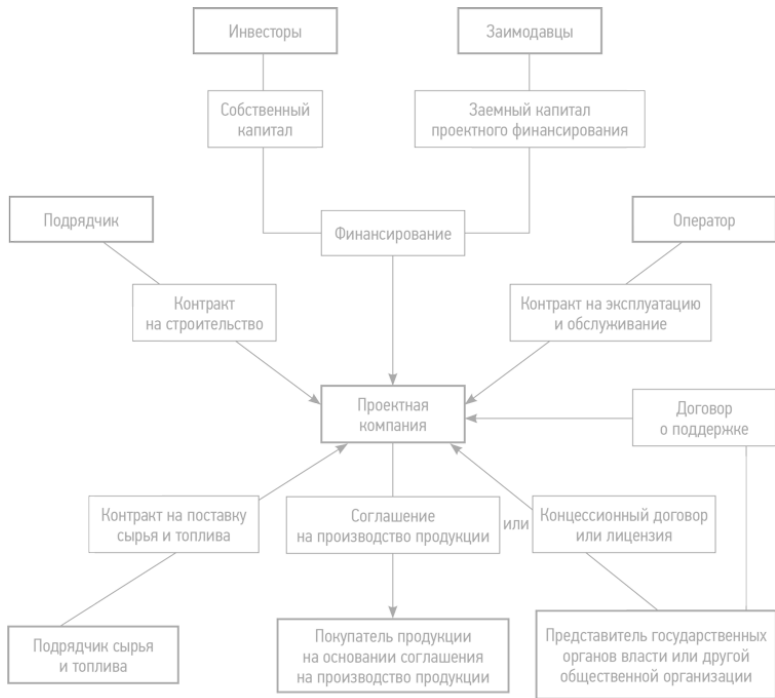 Инвесторы
Заимодавцы
Собственный
капитал
Заемный капитал
проектного финансирования
Подрядчик
Финансирование
Оператор
Контракт
на строительство
Контракт на эксплуатацию
и обслуживание
Проектная
компания
Договор
о поддержке
Контракт на поставку
сырья и топлива
Соглашение
на производство продукции
или
Концессионный договор
или лицензия
Подрядчик сырья
и топлива
Покупатель продукции
на основании соглашения
на производство продукции
Представитель государственных
органов власти или другой
общественной организации